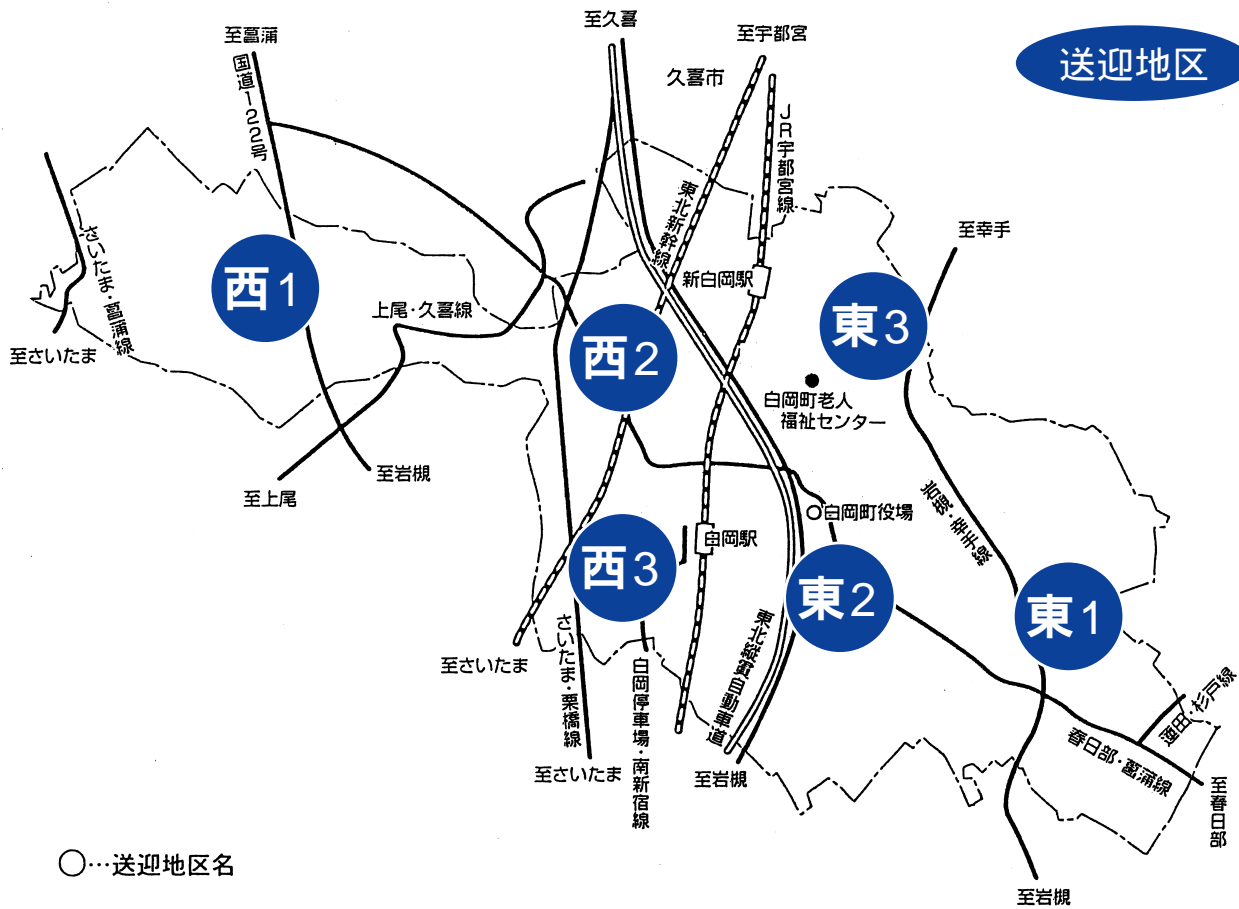 送迎地区
至久喜
至菖蒲
至宇都宮
久喜市
国道122号
JR宇都宮線
東北新幹線
至幸手
さいたま・菖蒲線
新白岡駅
西1
上尾・久喜線
東3
至さいたま
西2
白岡町老人
福祉センター
至岩槻
至上尾
岩槻・幸手線
白岡町役場
白岡駅
西3
東2
東1
東北縦貫自動車道
さいたま・栗橋線
至さいたま
白岡停車場・南新宿線
蓮田・杉戸線
春日部・菖蒲線
至さいたま
至岩槻
至春日部
○…送迎地区名
至岩槻